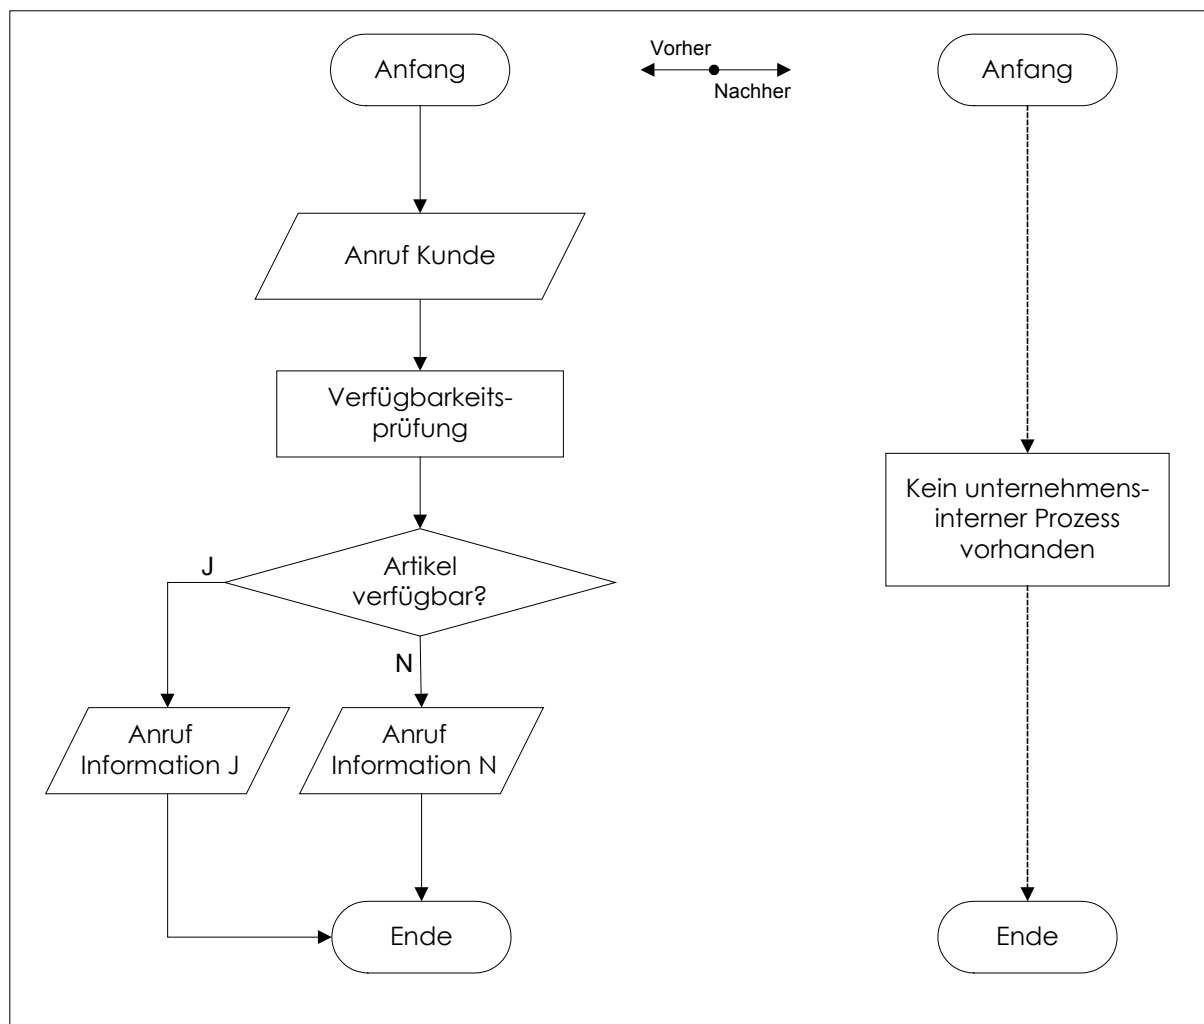 Anfang
Vorher
Nachher
Anfang
Anruf Kunde
Verfügbarkeits-
prüfung
Kein unternehmens-
interner Prozess
vorhanden
Artikel
verfügbar?
J
N
Anruf
Information J
Anruf
Information N
Ende
Ende